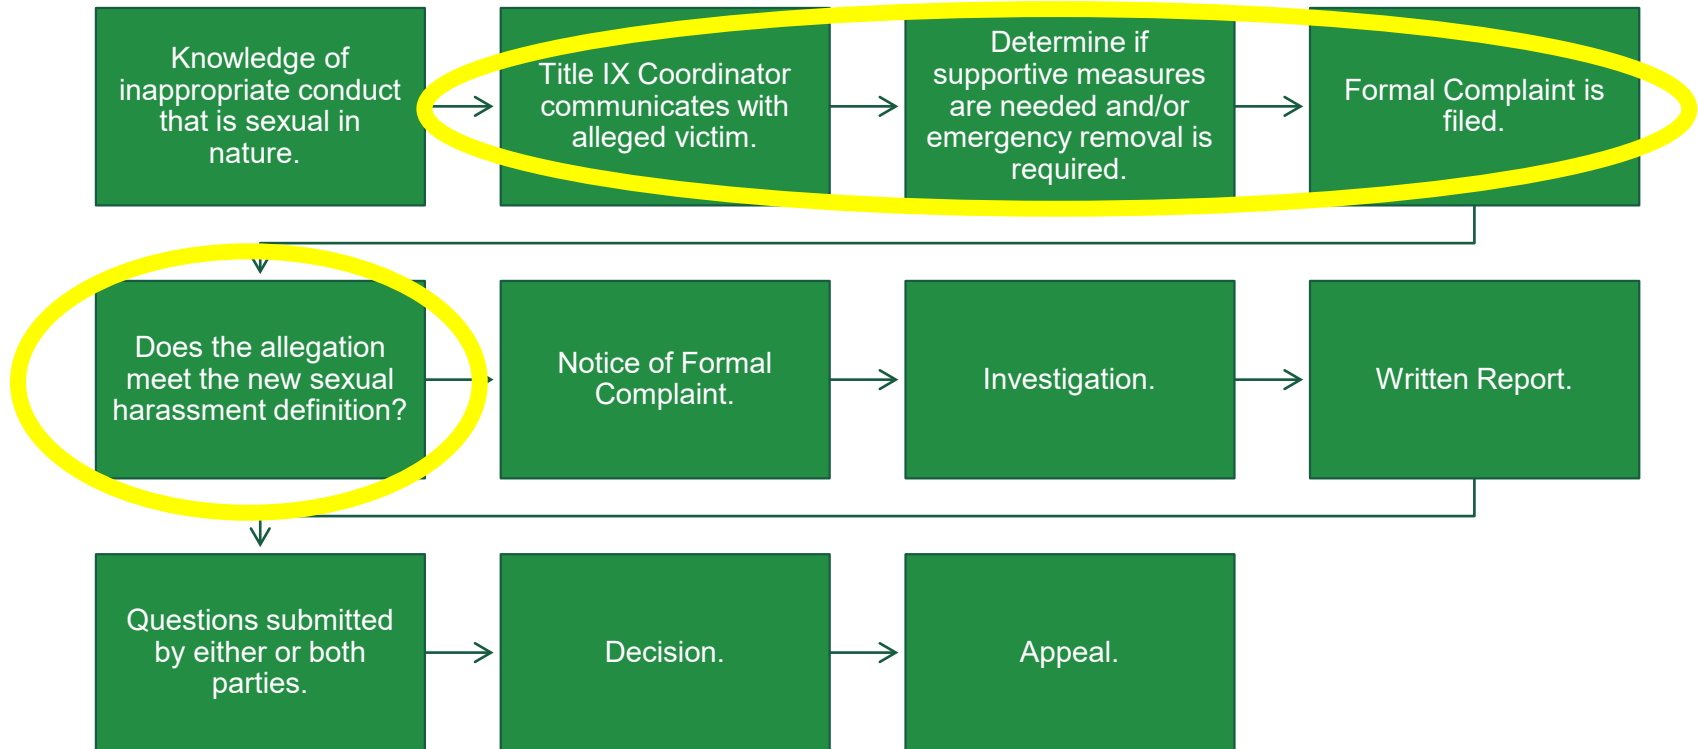 Knowledge of
inappropriate conduct
that is sexual in
nature.
Title IX Coordinator
communicates with
alleged victim.
Determine if
supportive measures
are needed and/or
emergency removal is
required.
Formal Complaint is
filed.
Does the allegation
meet the new sexual
harassment definition?
Notice of Formal
Complaint.
Investigation.
Written Report.
Questions submitted
by either or both
parties.
Decision.
Appeal.